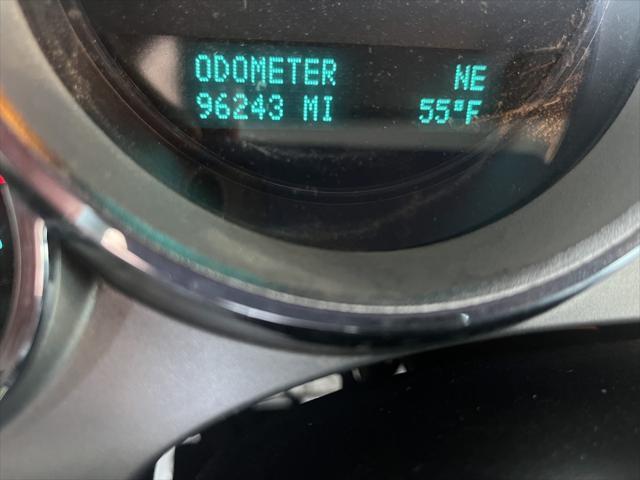 ODOMETER NE
96243 MI 55°F